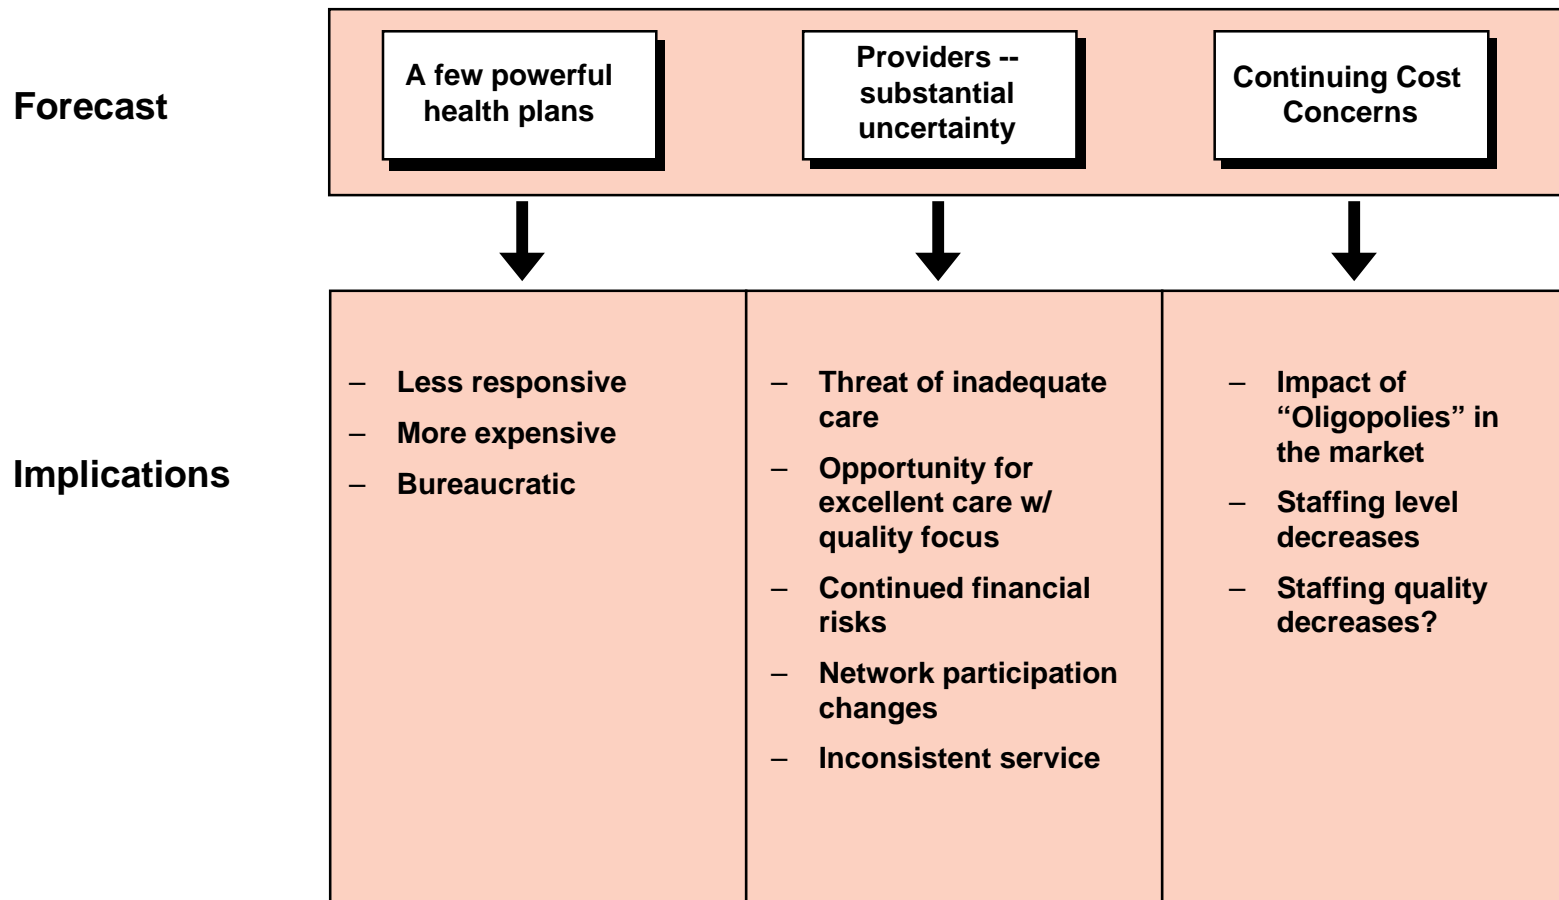 Forecast
A few powerful
health plans
Providers --
substantial
uncertainty
Continuing Cost
Concerns
Implications
– Less responsive
– More expensive
– Bureaucratic
– Threat of inadequate
care
– Opportunity for
excellent care w/
quality focus
– Continued financial
risks
– Network participation
changes
– Inconsistent service
– Impact of
“Oligopolies” in
the market
– Staffing level
decreases
– Staffing quality
decreases?